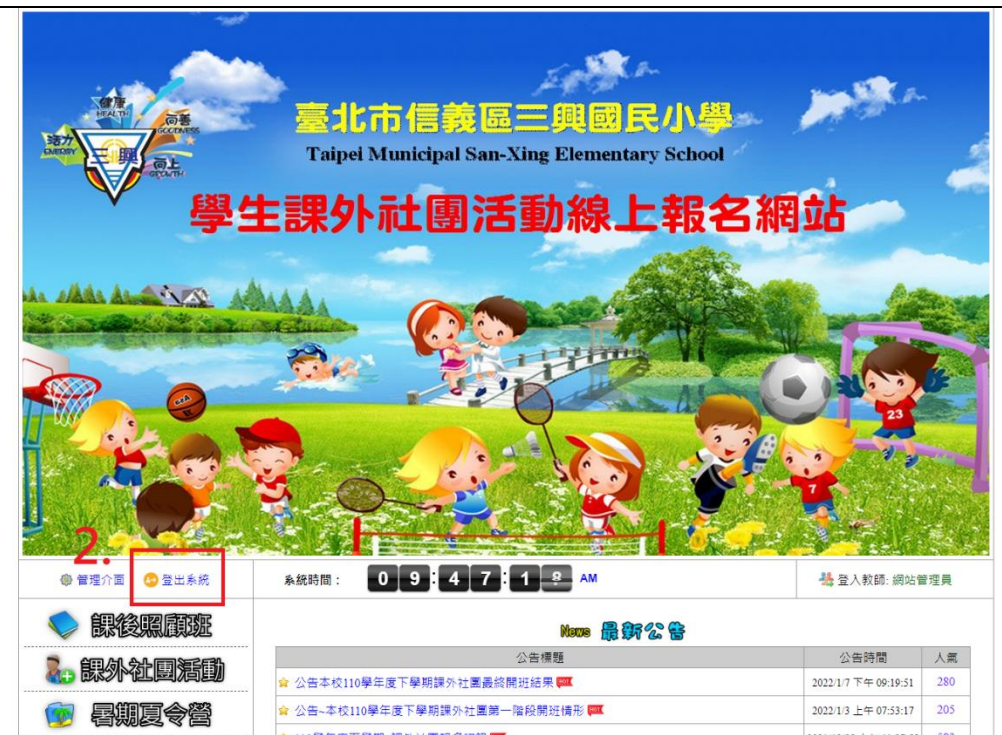 健康
HEALTH
向善
GOODNESS
活力
ENERGY
三興
向上
GROWTH
臺北市信義區三興國民小學
Taipei Municipal San-Xing Elementary School
學生課外社團活動線上報名網站
23
7
2.
管理介面 登出系統 系統時間： 09:47:1 AM 登入教師: 網站管理員
課後照顧班
News 最新公告
公告標題 公告時間 人氣
課外社團活動
公告本校110學年度下學期課外社團最終開班結果 HOT 2022/1/7 下午 09:19:51 280
公告~本校110學年度下學期課外社團第一階段開班情形 HOT 2022/1/3 上午 07:53:17 205
暑期夏令營